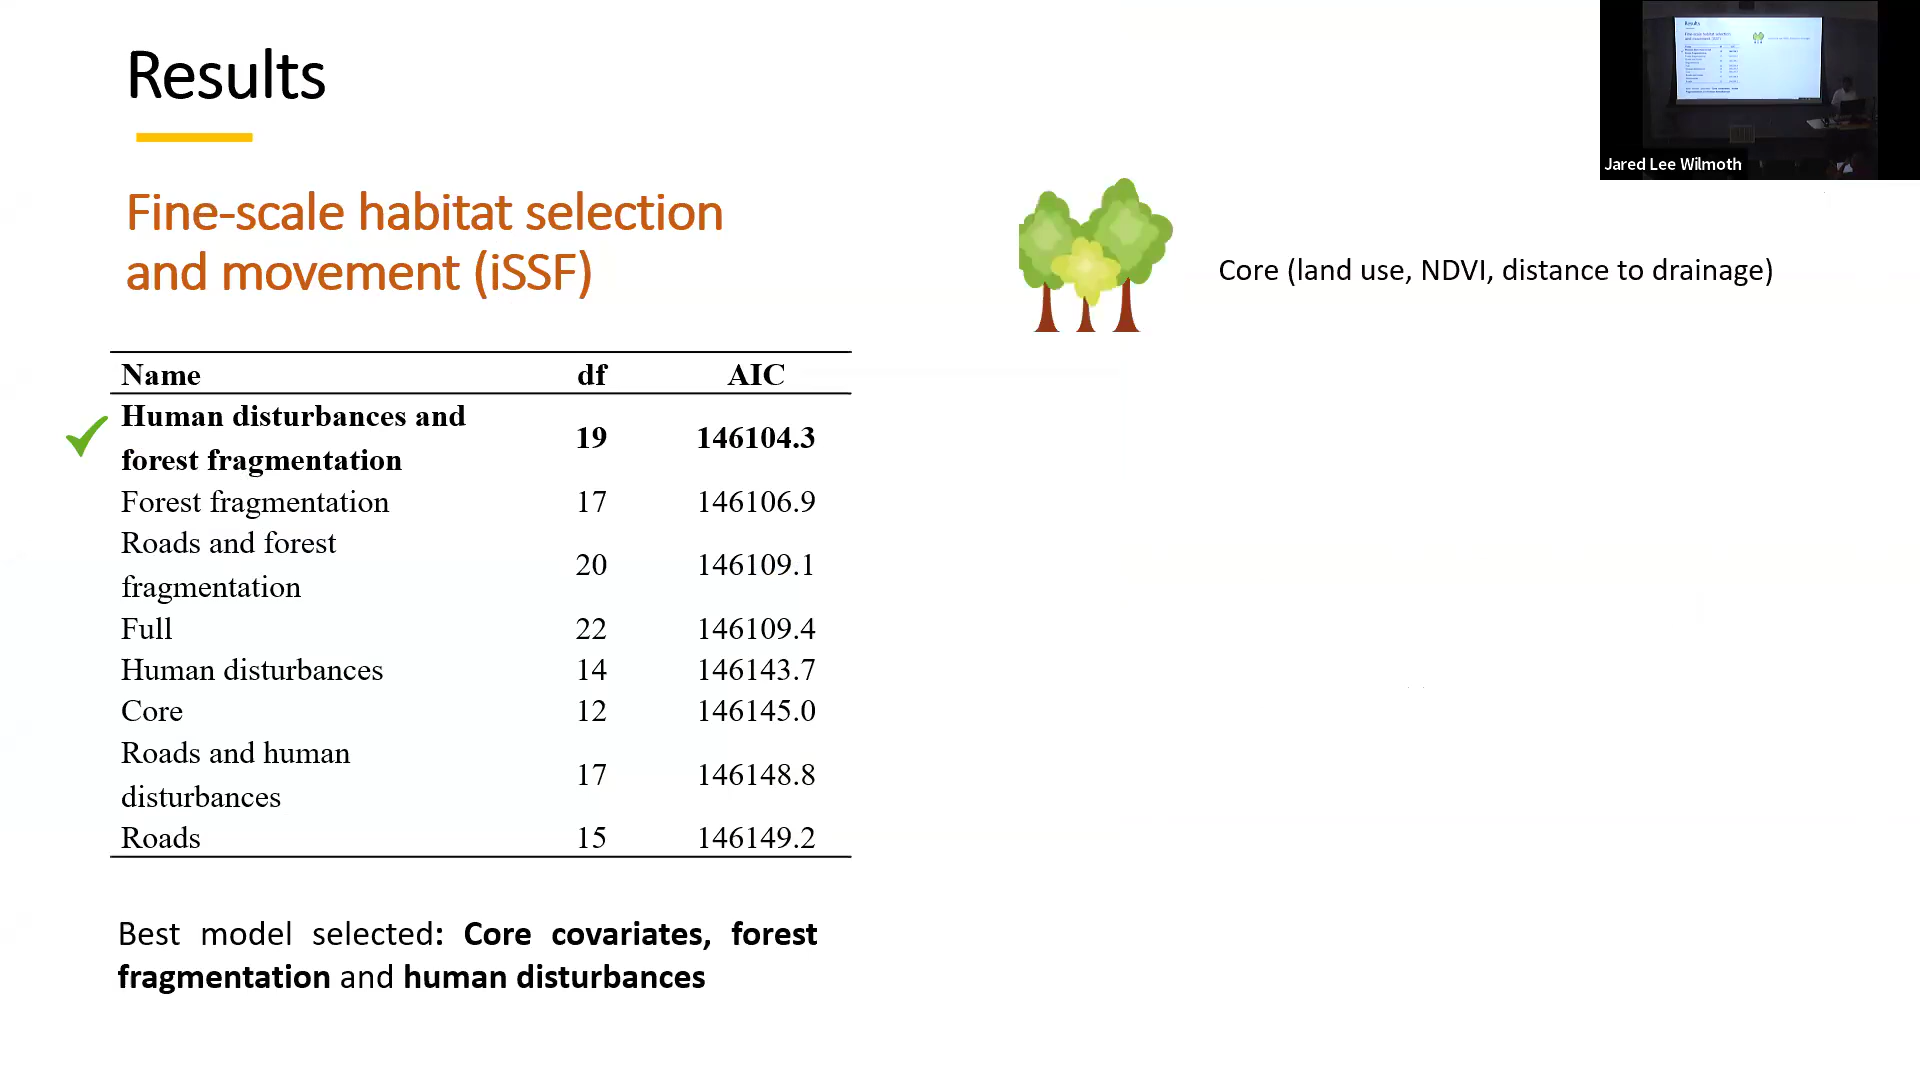 Results
Fine-scale habitat selection
and movement (iSSF)
Name df AIC
Human disturbances and
forest fragmentation 19 146104.3
Forest fragmentation 17 146106.9
Roads and forest
fragmentation 20 146109.1
Full 22 146109.4
Human disturbances 14 146143.7
Core 12 146145.0
Roads and human
disturbances 17 146148.8
Roads 15 146149.2
Best model selected: Core covariates, forest
fragmentation and human disturbances
Core (land use, NDVI, distance to drainage)
Jared Lee Wilmoth